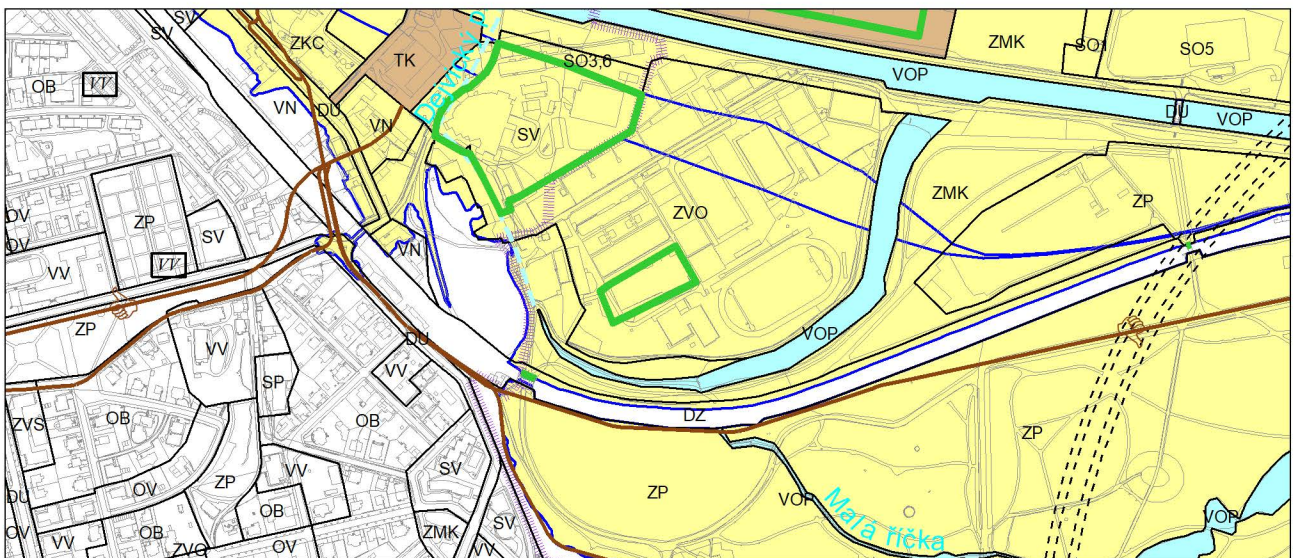 SV
SV
ZKC
TK
Dejvický p
SO3,6
ZMK
SO1
SO5
OB
VV
VN
DU
VN
VOP
DU
VOP
SV
ZP
SV
OV
OV
VV
VV
VN
ZVO
ZMK
ZP
ZP
DU
VOP
VV
VV
SP
DZ
ZVS
OB
OB
ZP
OV
ZP
VV
SV
ZP
VOP
Malá říčka
VOP
DU
OV
OB
OB
ZMK
SV
VV
ZVO
OV
VV